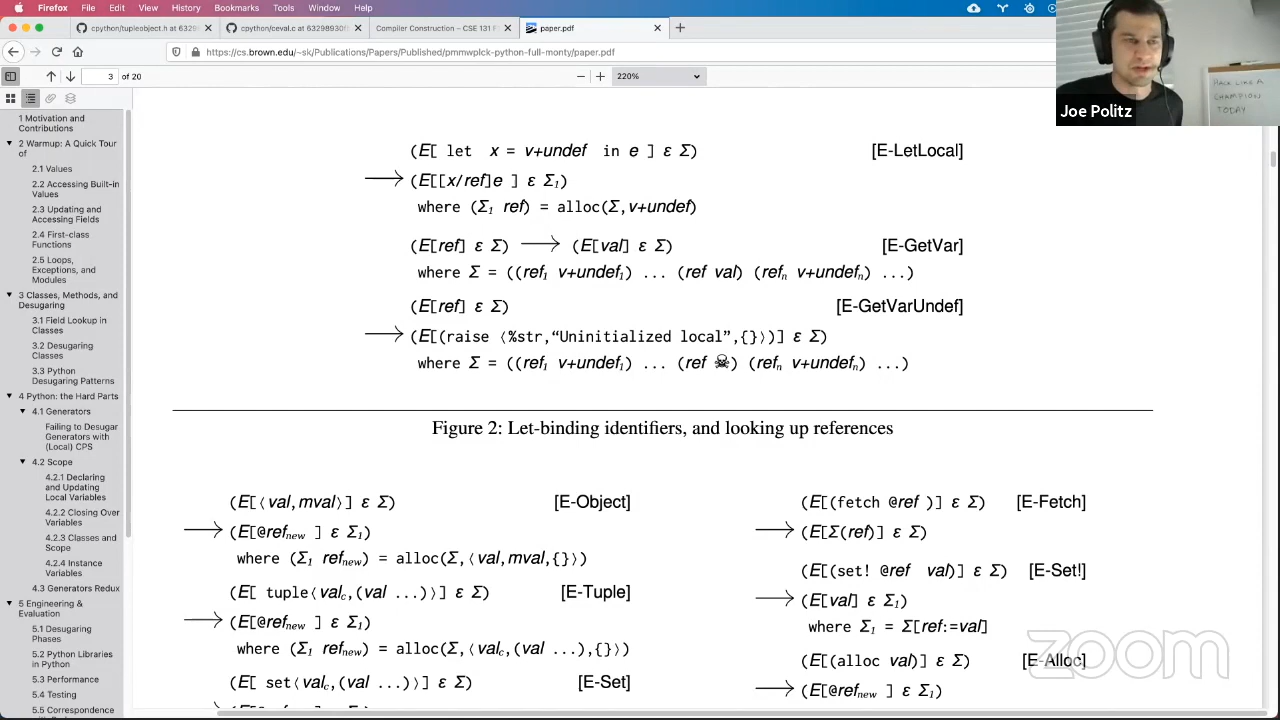 Firefox File Edit View History Bookmarks Tools Window Help
cpython/tupleobject.h at 6329893
cpython/ceval.c at 63298930f
Compiler Construction – CSE 131 F
paper.pdf
https://cs.brown.edu/~sk/Publications/Papers/Published/pmmwplck-python-full-monty/paper.pdf
3 of 20
220%
Joe Politz
HACK LIKE A
CHAMPION
TODAY
1 Motivation and
Contributions
2 Warmup: A Quick Tour
of
2.1 Values
2.2 Accessing Built-in
Values
2.3 Updating and
Accessing Fields
2.4 First-class
Functions
2.5 Loops,
Exceptions, and
Modules
3 Classes, Methods, and
Desugaring
3.1 Field Lookup in
Classes
3.2 Desugaring
Classes
3.3 Python
Desugaring Patterns
4 Python: the Hard Parts
4.1 Generators
Failing to Desugar
Generators with
(Local) CPS
4.2 Scope
4.2.1 Declaring
and Updating
Local Variables
4.2.2 Closing Over
Variables
4.2.3 Classes and
Scope
4.2.4 Instance
Variables
4.3 Generators Redux
5 Engineering &
Evaluation
5.1 Desugaring
Phases
5.2 Python Libraries
in Python
5.3 Performance
5.4 Testing
5.5 Correspondence
(E[ let x = v+undef in e ] ε Σ) [E-LetLocal]
⟶ (E[[x/ref]e ] ε Σ₁)
where (Σ₁ ref) = alloc(Σ,v+undef)
(E[ref] ε Σ) ⟶ (E[val] ε Σ) [E-GetVar]
where Σ = ((ref₁ v+undef₁) ... (ref val) (refₙ v+undefₙ) ...)
(E[ref] ε Σ) [E-GetVarUndef]
⟶ (E[(raise ⟨%str,“Uninitialized local”,{}⟩)] ε Σ)
where Σ = ((ref₁ v+undef₁) ... (ref ☠) (refₙ v+undefₙ) ...)
Figure 2: Let-binding identifiers, and looking up references
(E[⟨val,mval⟩] ε Σ) [E-Object]
⟶ (E[@refnew ] ε Σ₁)
where (Σ₁ refnew) = alloc(Σ,⟨val,mval,{}⟩)
(E[ tuple⟨valc,(val ...)⟩] ε Σ) [E-Tuple]
⟶ (E[@refnew ] ε Σ₁)
where (Σ₁ refnew) = alloc(Σ,⟨valc,(val ...),{}⟩)
(E[ set⟨valc,(val ...)⟩] ε Σ) [E-Set]
(E[(fetch @ref )] ε Σ) [E-Fetch]
⟶ (E[Σ(ref)] ε Σ)
(E[(set! @ref val)] ε Σ) [E-Set!]
⟶ (E[val] ε Σ₁)
where Σ₁ = Σ[ref:=val]
(E[(alloc val)] ε Σ) [E-Alloc]
⟶ (E[@refnew ] ε Σ₁)
zoom